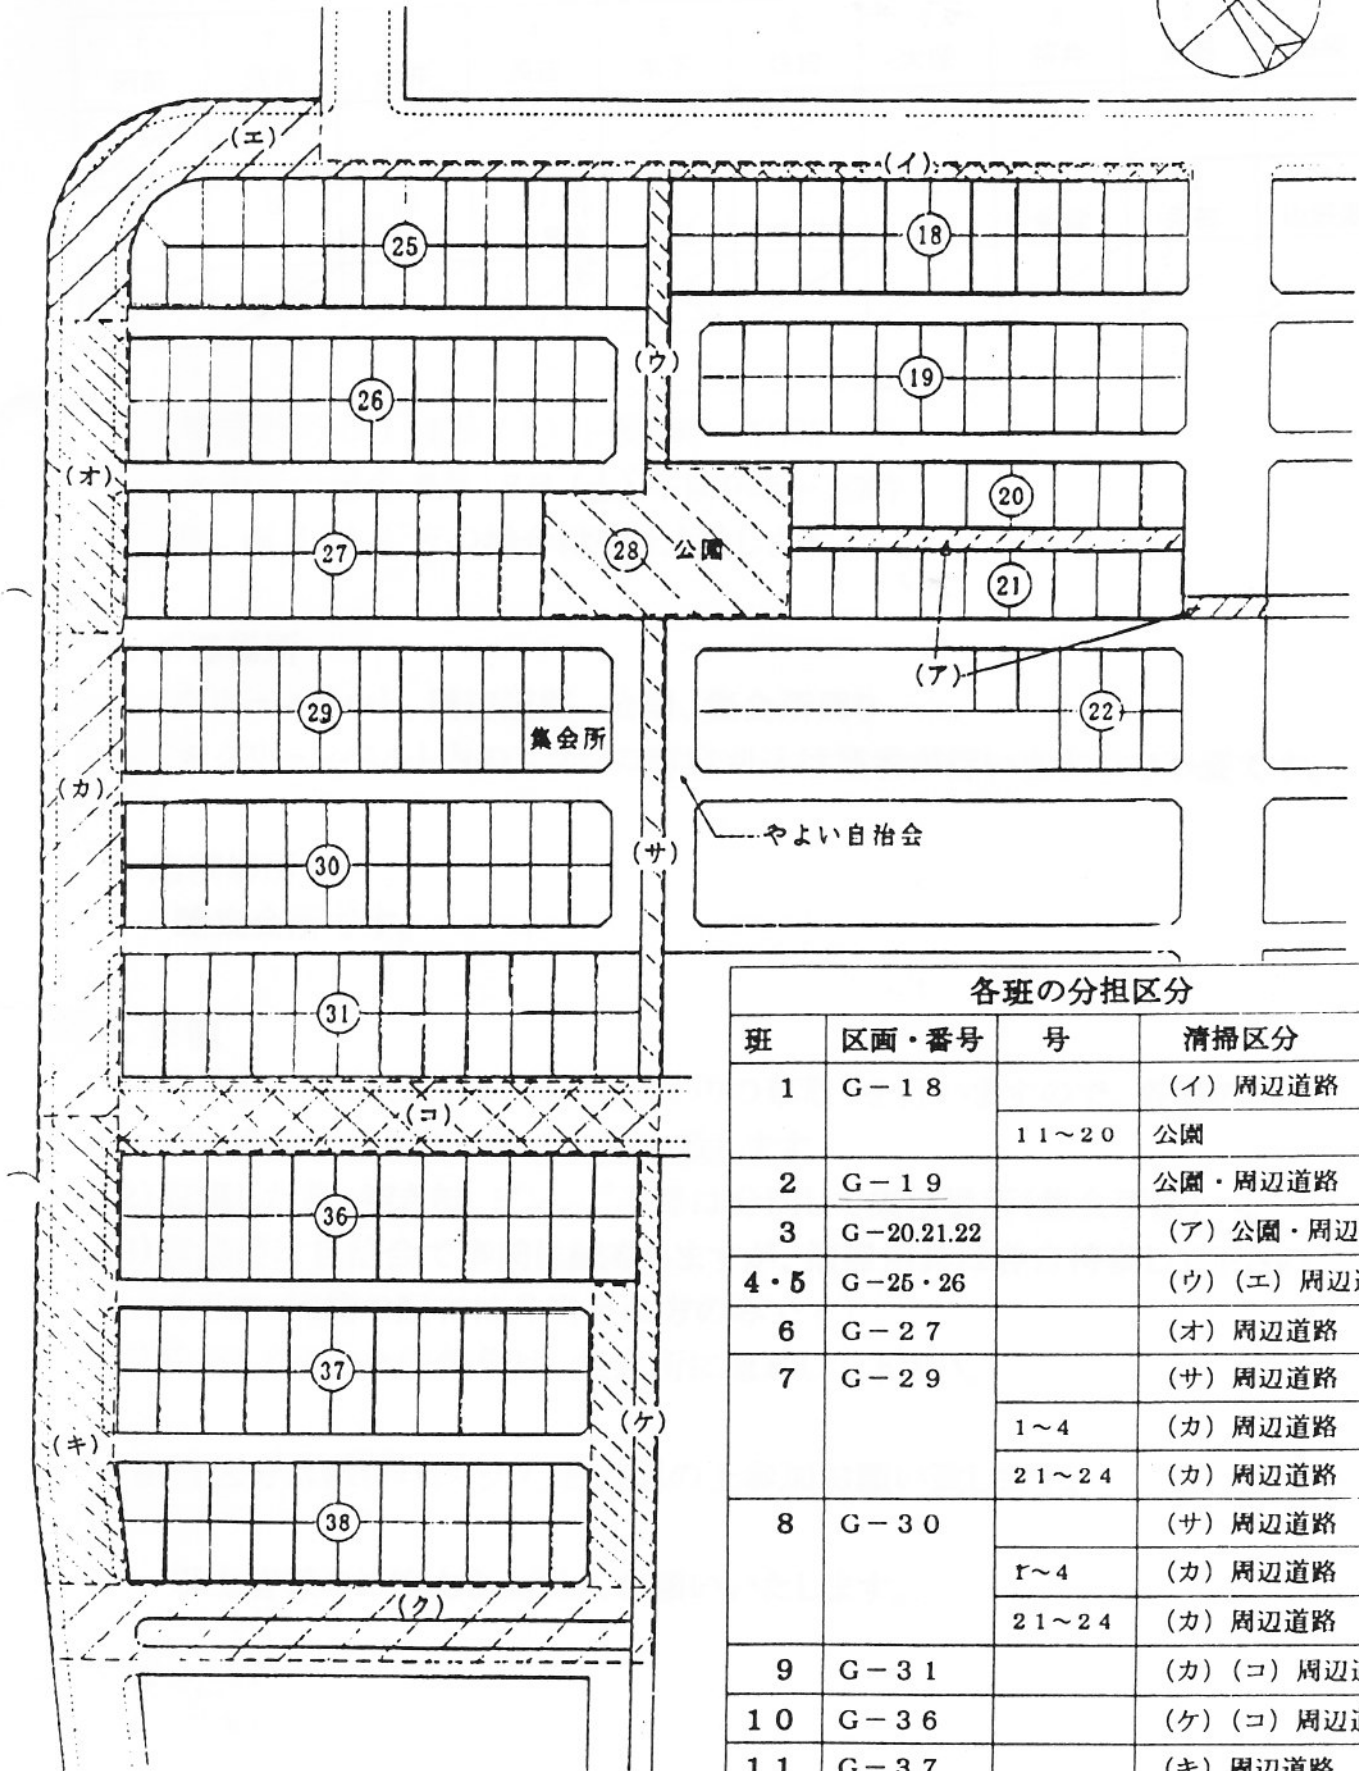 (エ)
(イ)
25
18
(ウ)
26
19
(オ)
20
27
28 公園
21
(ア)
29
22
集会所
(カ)
やよい自治会
30
(サ)
31
(コ)
36
37
(ケ)
(キ)
38
(ク)
各班の分担区分
班 区画・番号 号 清掃区分
1 G-18 (イ)周辺道路
11~20 公園
2 G-19 公園・周辺道路
3 G-20.21.22 (ア)公園・周辺
4・5 G-25・26 (ウ)(エ)周辺
6 G-27 (オ)周辺道路
7 G-29 (サ)周辺道路
1~4 (カ)周辺道路
21~24 (カ)周辺道路
8 G-30 (サ)周辺道路
1~4 (カ)周辺道路
21~24 (カ)周辺道路
9 G-31 (カ)(コ)周辺
10 G-36 (ケ)(コ)周辺
11 G-37 (キ)周辺道路